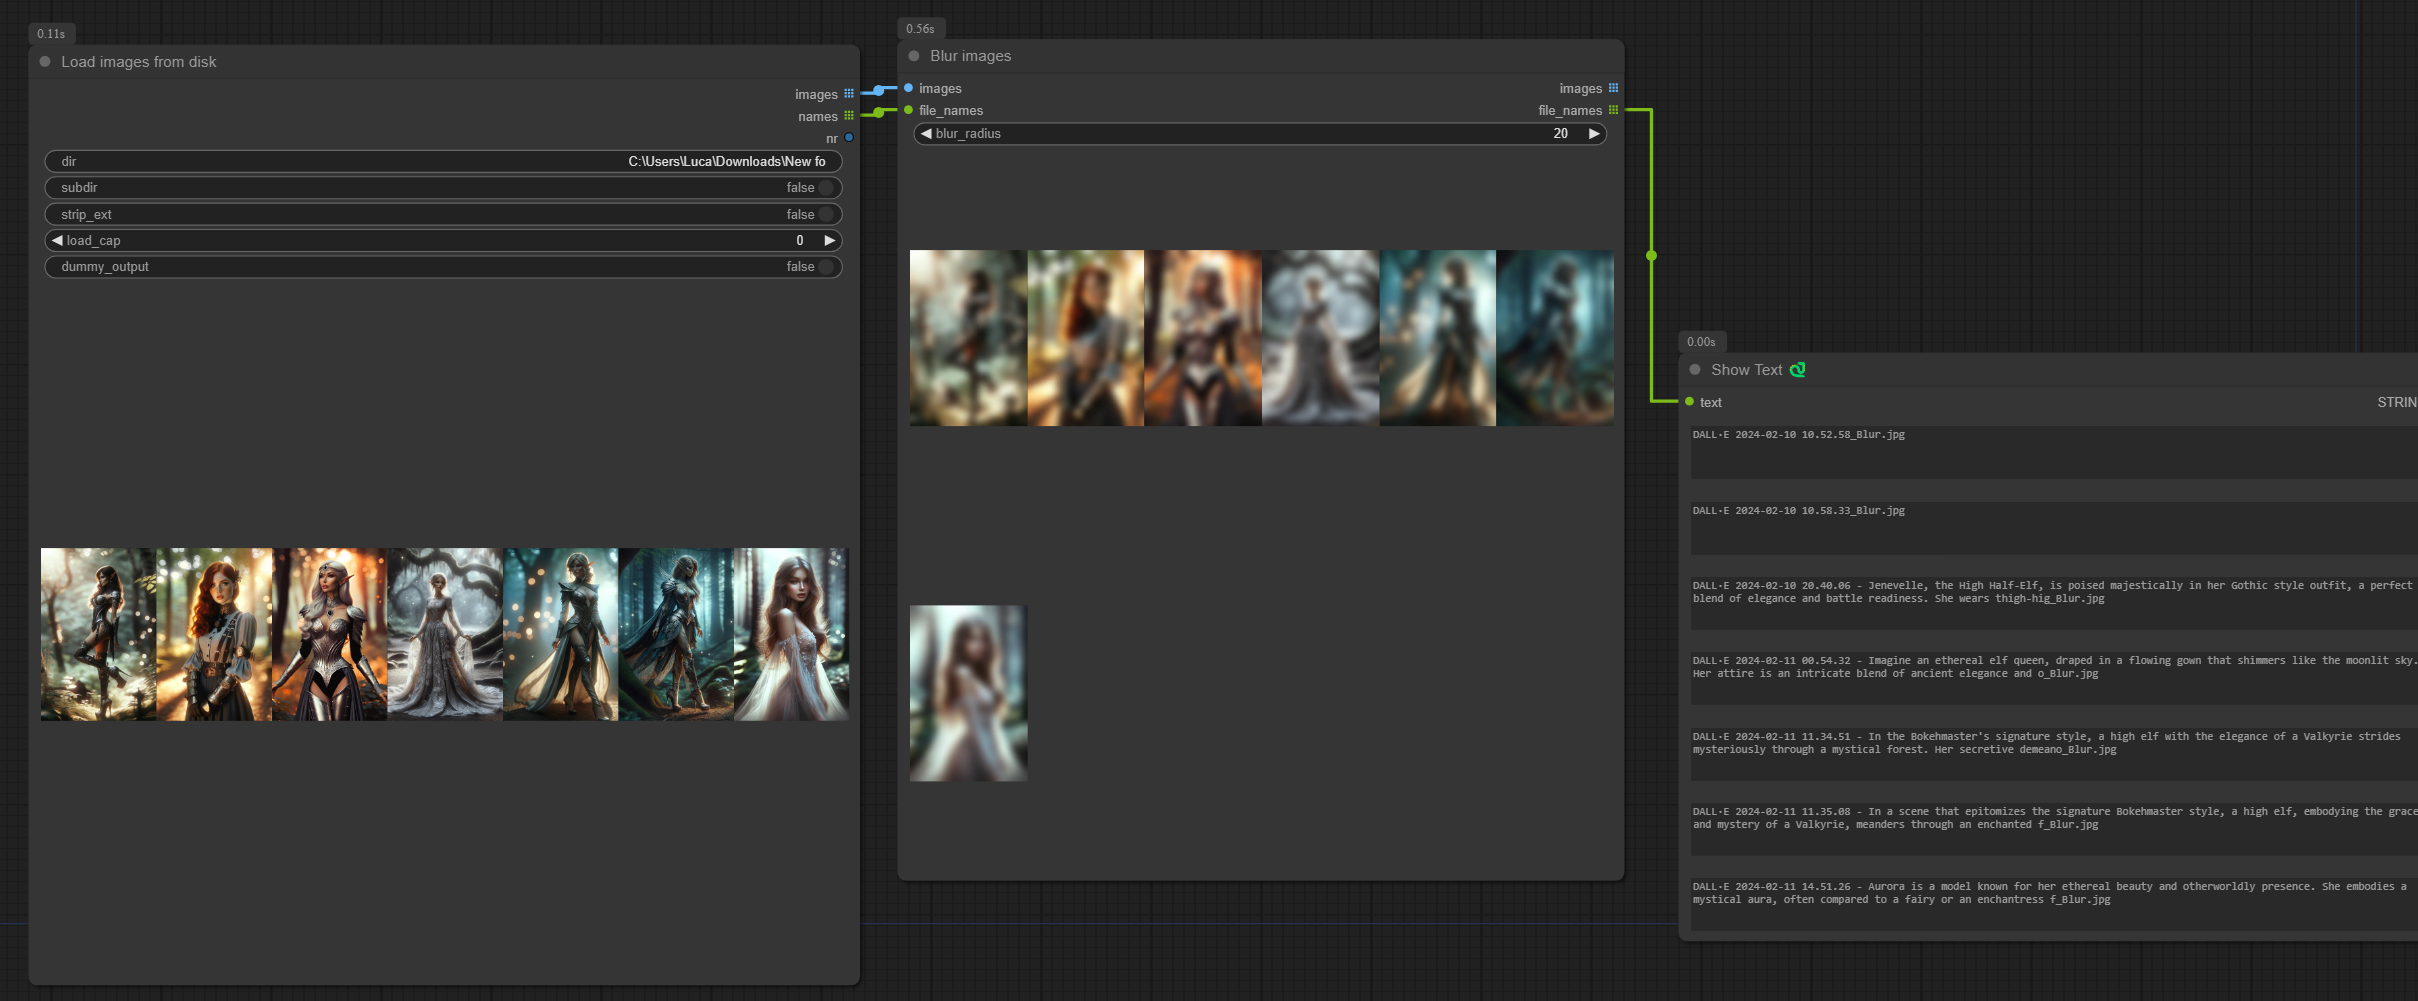 0.11s
Load images from disk
images
names
nr
dir C:\Users\Luca\Downloads\New fo
subdir false
strip_ext false
load_cap 0
dummy_output false
0.56s
Blur images
images images
file_names file_names
blur_radius 20
0.00s
Show Text
text STRIN
DALL·E 2024-02-10 10.52.58_Blur.jpg
DALL·E 2024-02-10 10.58.33_Blur.jpg
DALL·E 2024-02-10 20.40.06 - Jenevelle, the High Half-Elf, is poised majestically in her Gothic style outfit, a perfect
blend of elegance and battle readiness. She wears thigh-hig_Blur.jpg
DALL·E 2024-02-11 00.54.32 - Imagine an ethereal elf queen, draped in a flowing gown that shimmers like the moonlit sky.
Her attire is an intricate blend of ancient elegance and o_Blur.jpg
DALL·E 2024-02-11 11.34.51 - In the Bokehmaster's signature style, a high elf with the elegance of a Valkyrie strides
mysteriously through a mystical forest. Her secretive demeano_Blur.jpg
DALL·E 2024-02-11 11.35.08 - In a scene that epitomizes the signature Bokehmaster style, a high elf, embodying the grace
and mystery of a Valkyrie, meanders through an enchanted f_Blur.jpg
DALL·E 2024-02-11 14.51.26 - Aurora is a model known for her ethereal beauty and otherworldly presence. She embodies a
mystical aura, often compared to a fairy or an enchantress f_Blur.jpg